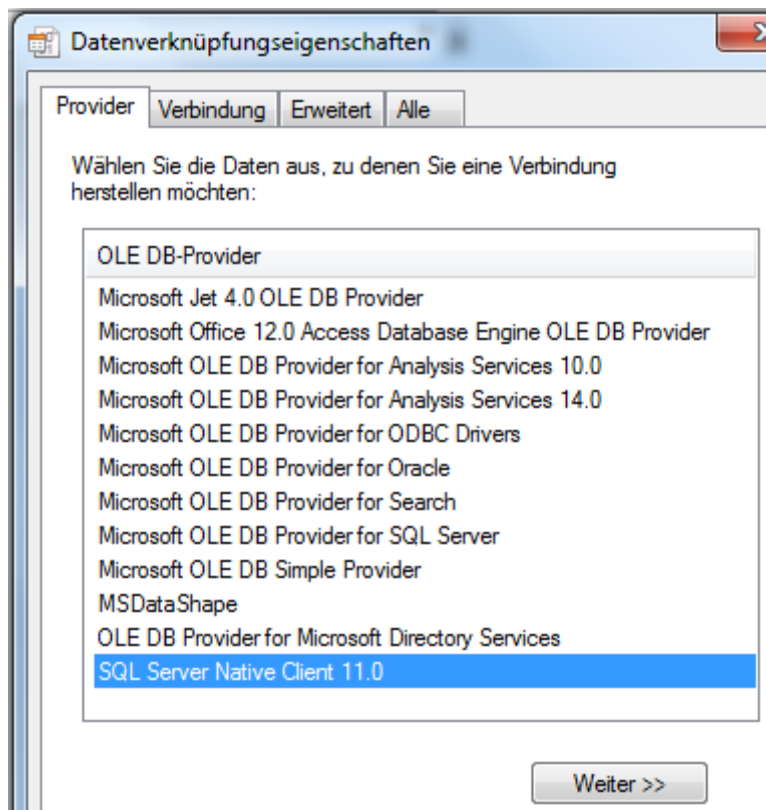 Datenverknüpfungseigenschaften
Provider Verbindung Erweitert Alle
Wählen Sie die Daten aus, zu denen Sie eine Verbindung
herstellen möchten:
OLE DB-Provider
Microsoft Jet 4.0 OLE DB Provider
Microsoft Office 12.0 Access Database Engine OLE DB Provider
Microsoft OLE DB Provider for Analysis Services 10.0
Microsoft OLE DB Provider for Analysis Services 14.0
Microsoft OLE DB Provider for ODBC Drivers
Microsoft OLE DB Provider for Oracle
Microsoft OLE DB Provider for Search
Microsoft OLE DB Provider for SQL Server
Microsoft OLE DB Simple Provider
MSDataShape
OLE DB Provider for Microsoft Directory Services
SQL Server Native Client 11.0
Weiter >>